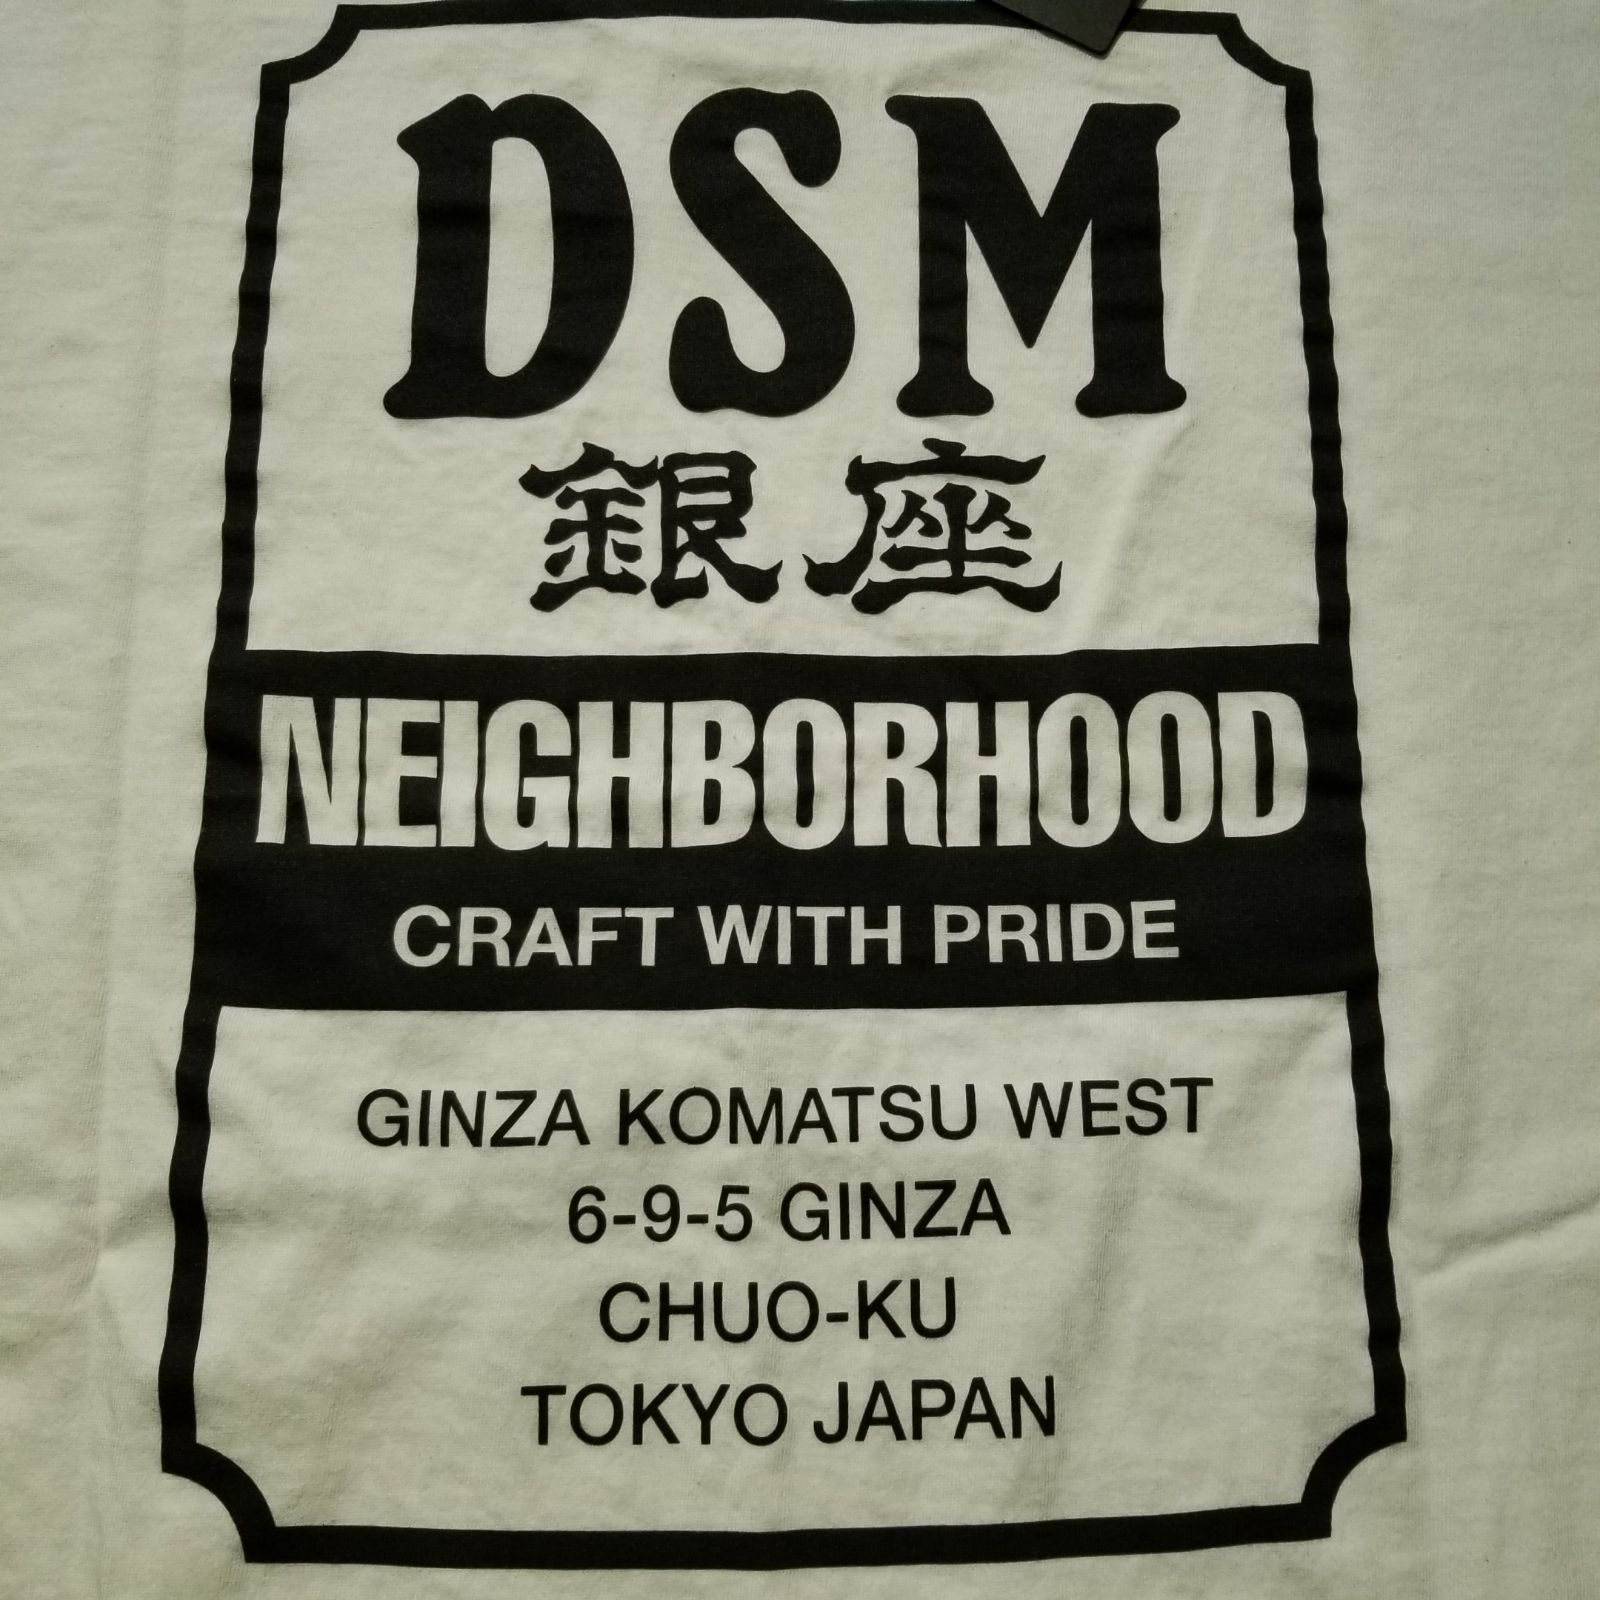 DSM
銀座
NEIGHBORHOOD
CRAFT WITH PRIDE
GINZA KOMATSU WEST
6-9-5 GINZA
CHUO-KU
TOKYO JAPAN